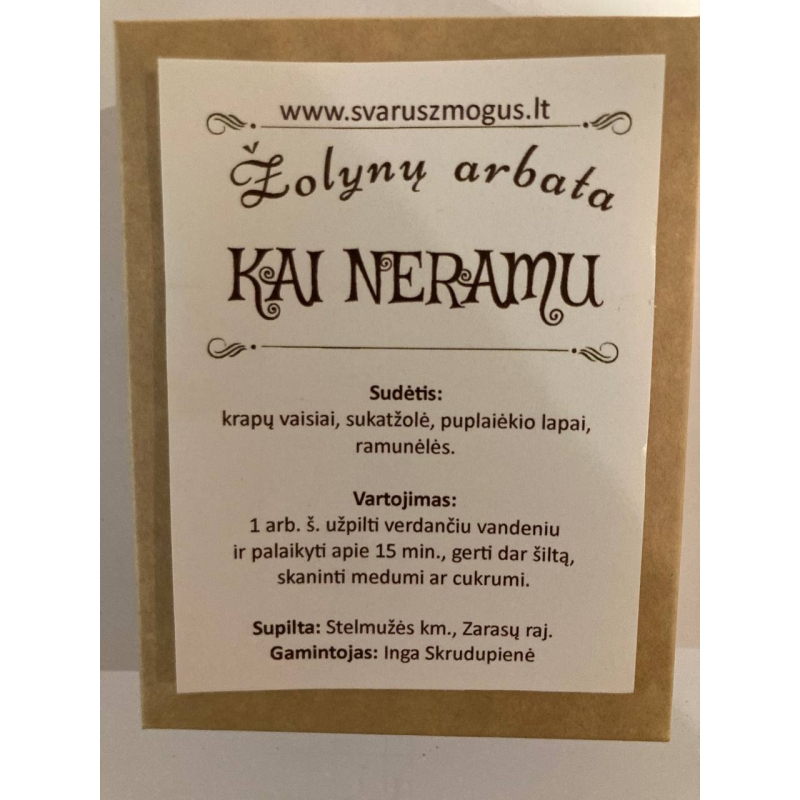 www.svaruszmogus.lt
Žolynų arbata
KAI NERAMU
Sudėtis:
krapų vaisiai, sukatžolė, puplaiėkio lapai,
ramunėlės.
Vartojimas:
1 arb. š. užpilti verdančiu vandeniu
ir palaikyti apie 15 min., gerti dar šiltą,
skaninti medumi ar cukrumi.
Supilta: Stelmužės km., Zarasų raj.
Gamintojas: Inga Skrudupienė